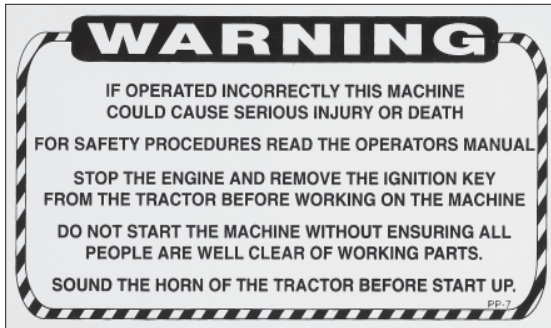 WARNING
IF OPERATED INCORRECTLY THIS MACHINE
COULD CAUSE SERIOUS INJURY OR DEATH
FOR SAFETY PROCEDURES READ THE OPERATORS MANUAL
STOP THE ENGINE AND REMOVE THE IGNITION KEY
FROM THE TRACTOR BEFORE WORKING ON THE MACHINE
DO NOT START THE MACHINE WITHOUT ENSURING ALL
PEOPLE ARE WELL CLEAR OF WORKING PARTS.
SOUND THE HORN OF THE TRACTOR BEFORE START UP.
PP-7